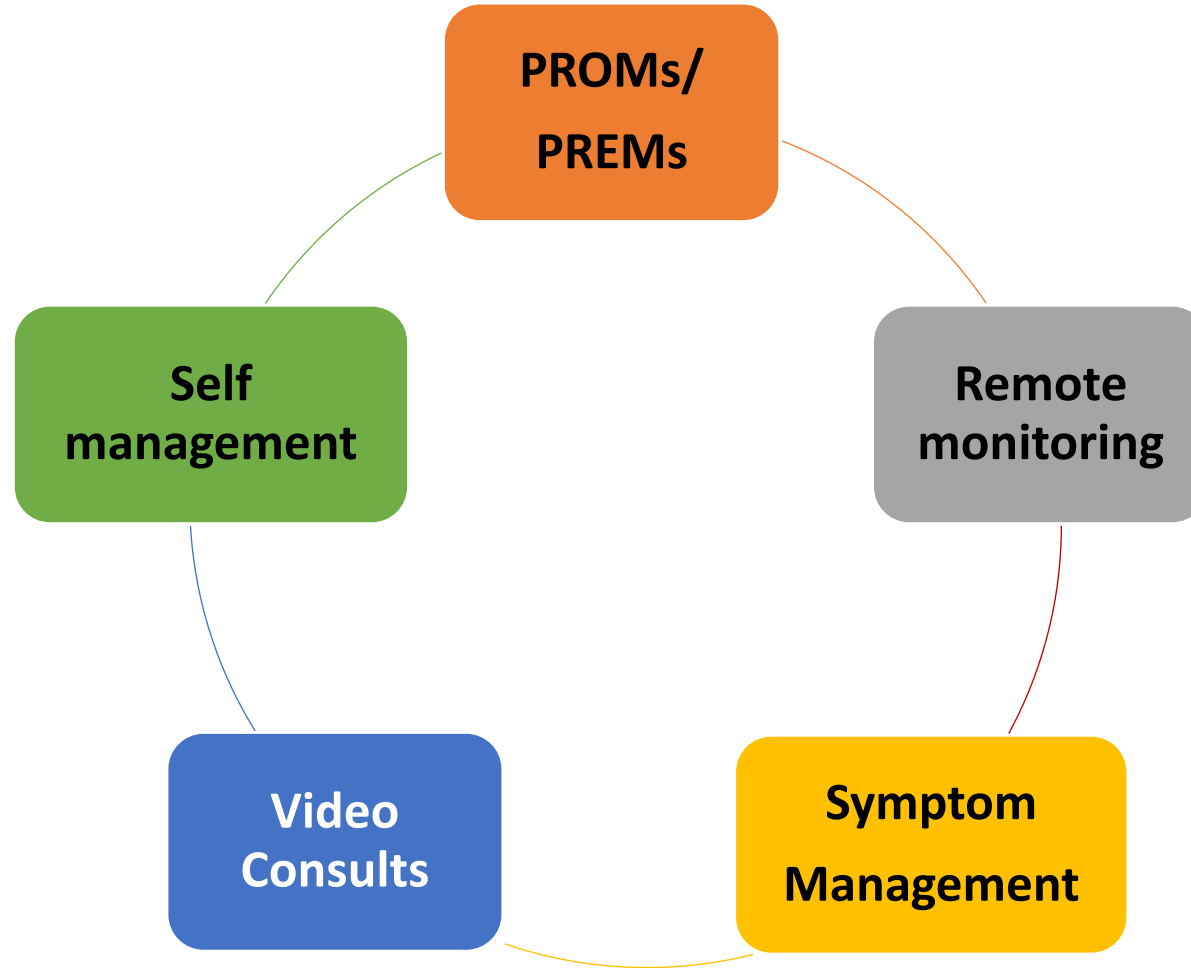 PROMs/
PREMs
Self
management
Remote
monitoring
Video
Consults
Symptom
Management